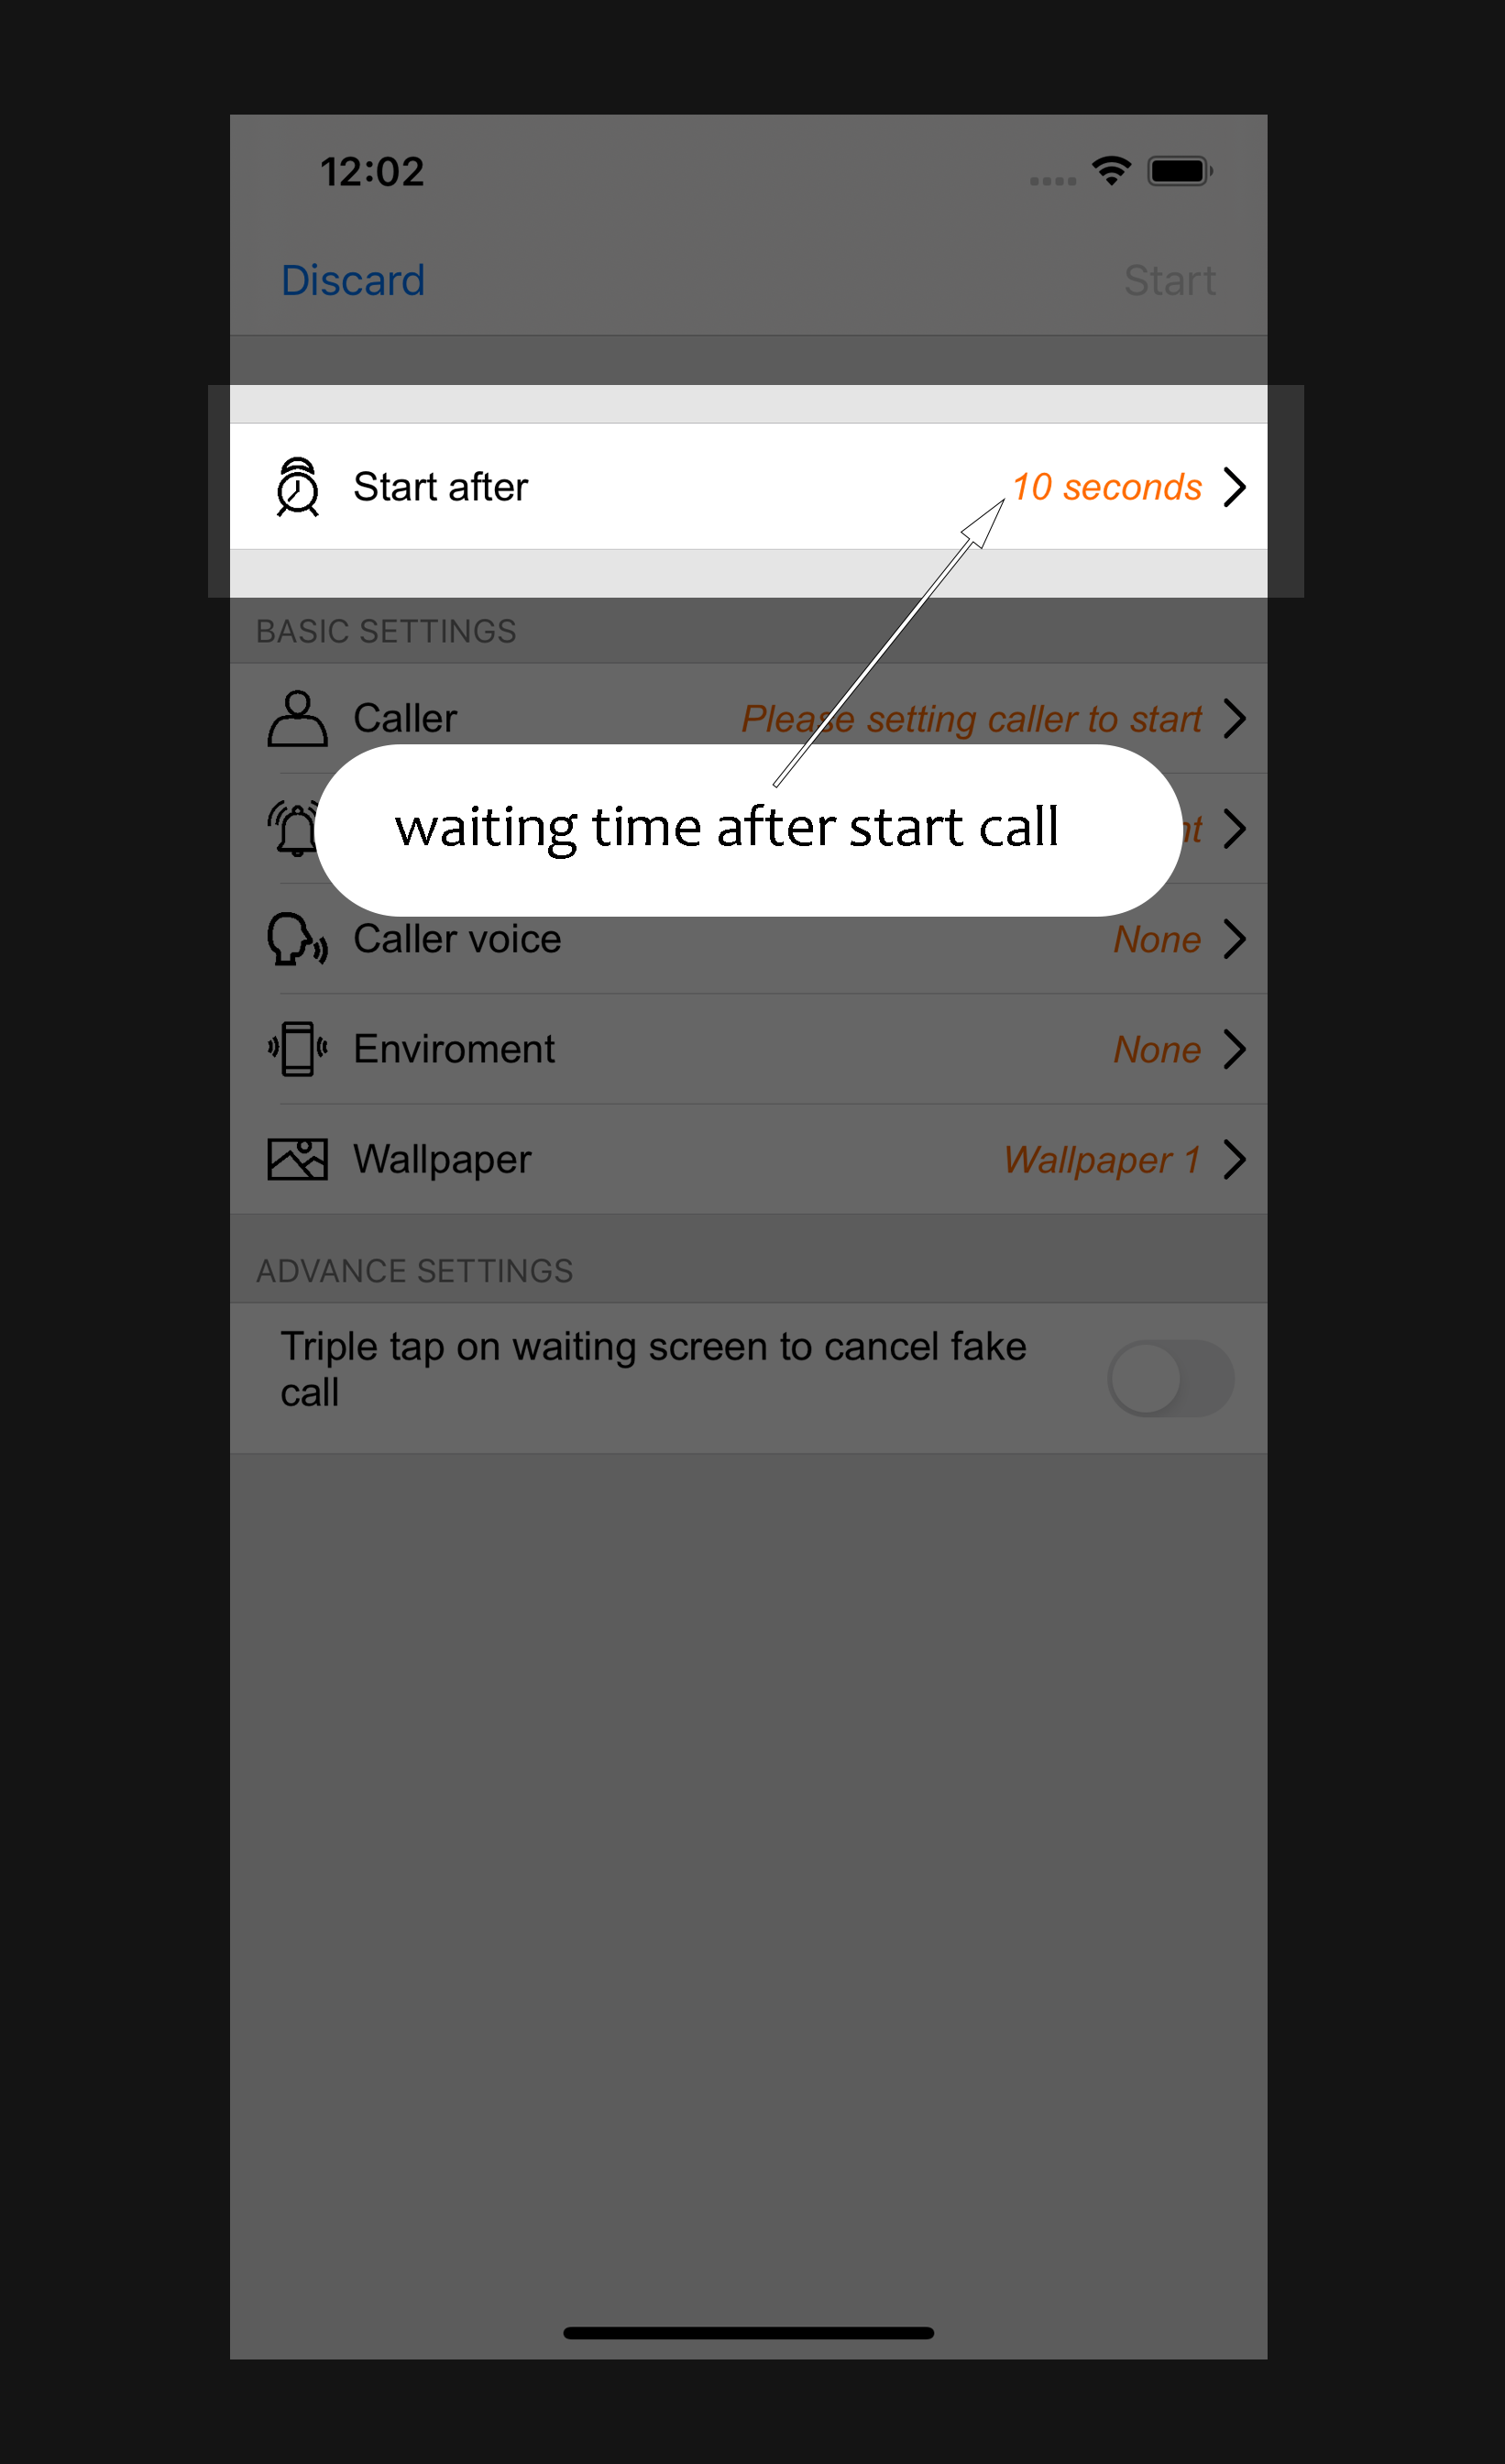 12:02
Discard
Start
Start after
10 seconds
BASIC SETTINGS
Caller
Please setting caller to start
waiting time after start call
Caller voice
None
Enviroment
None
Wallpaper
Wallpaper 1
ADVANCE SETTINGS
Triple tap on waiting screen to cancel fake
call